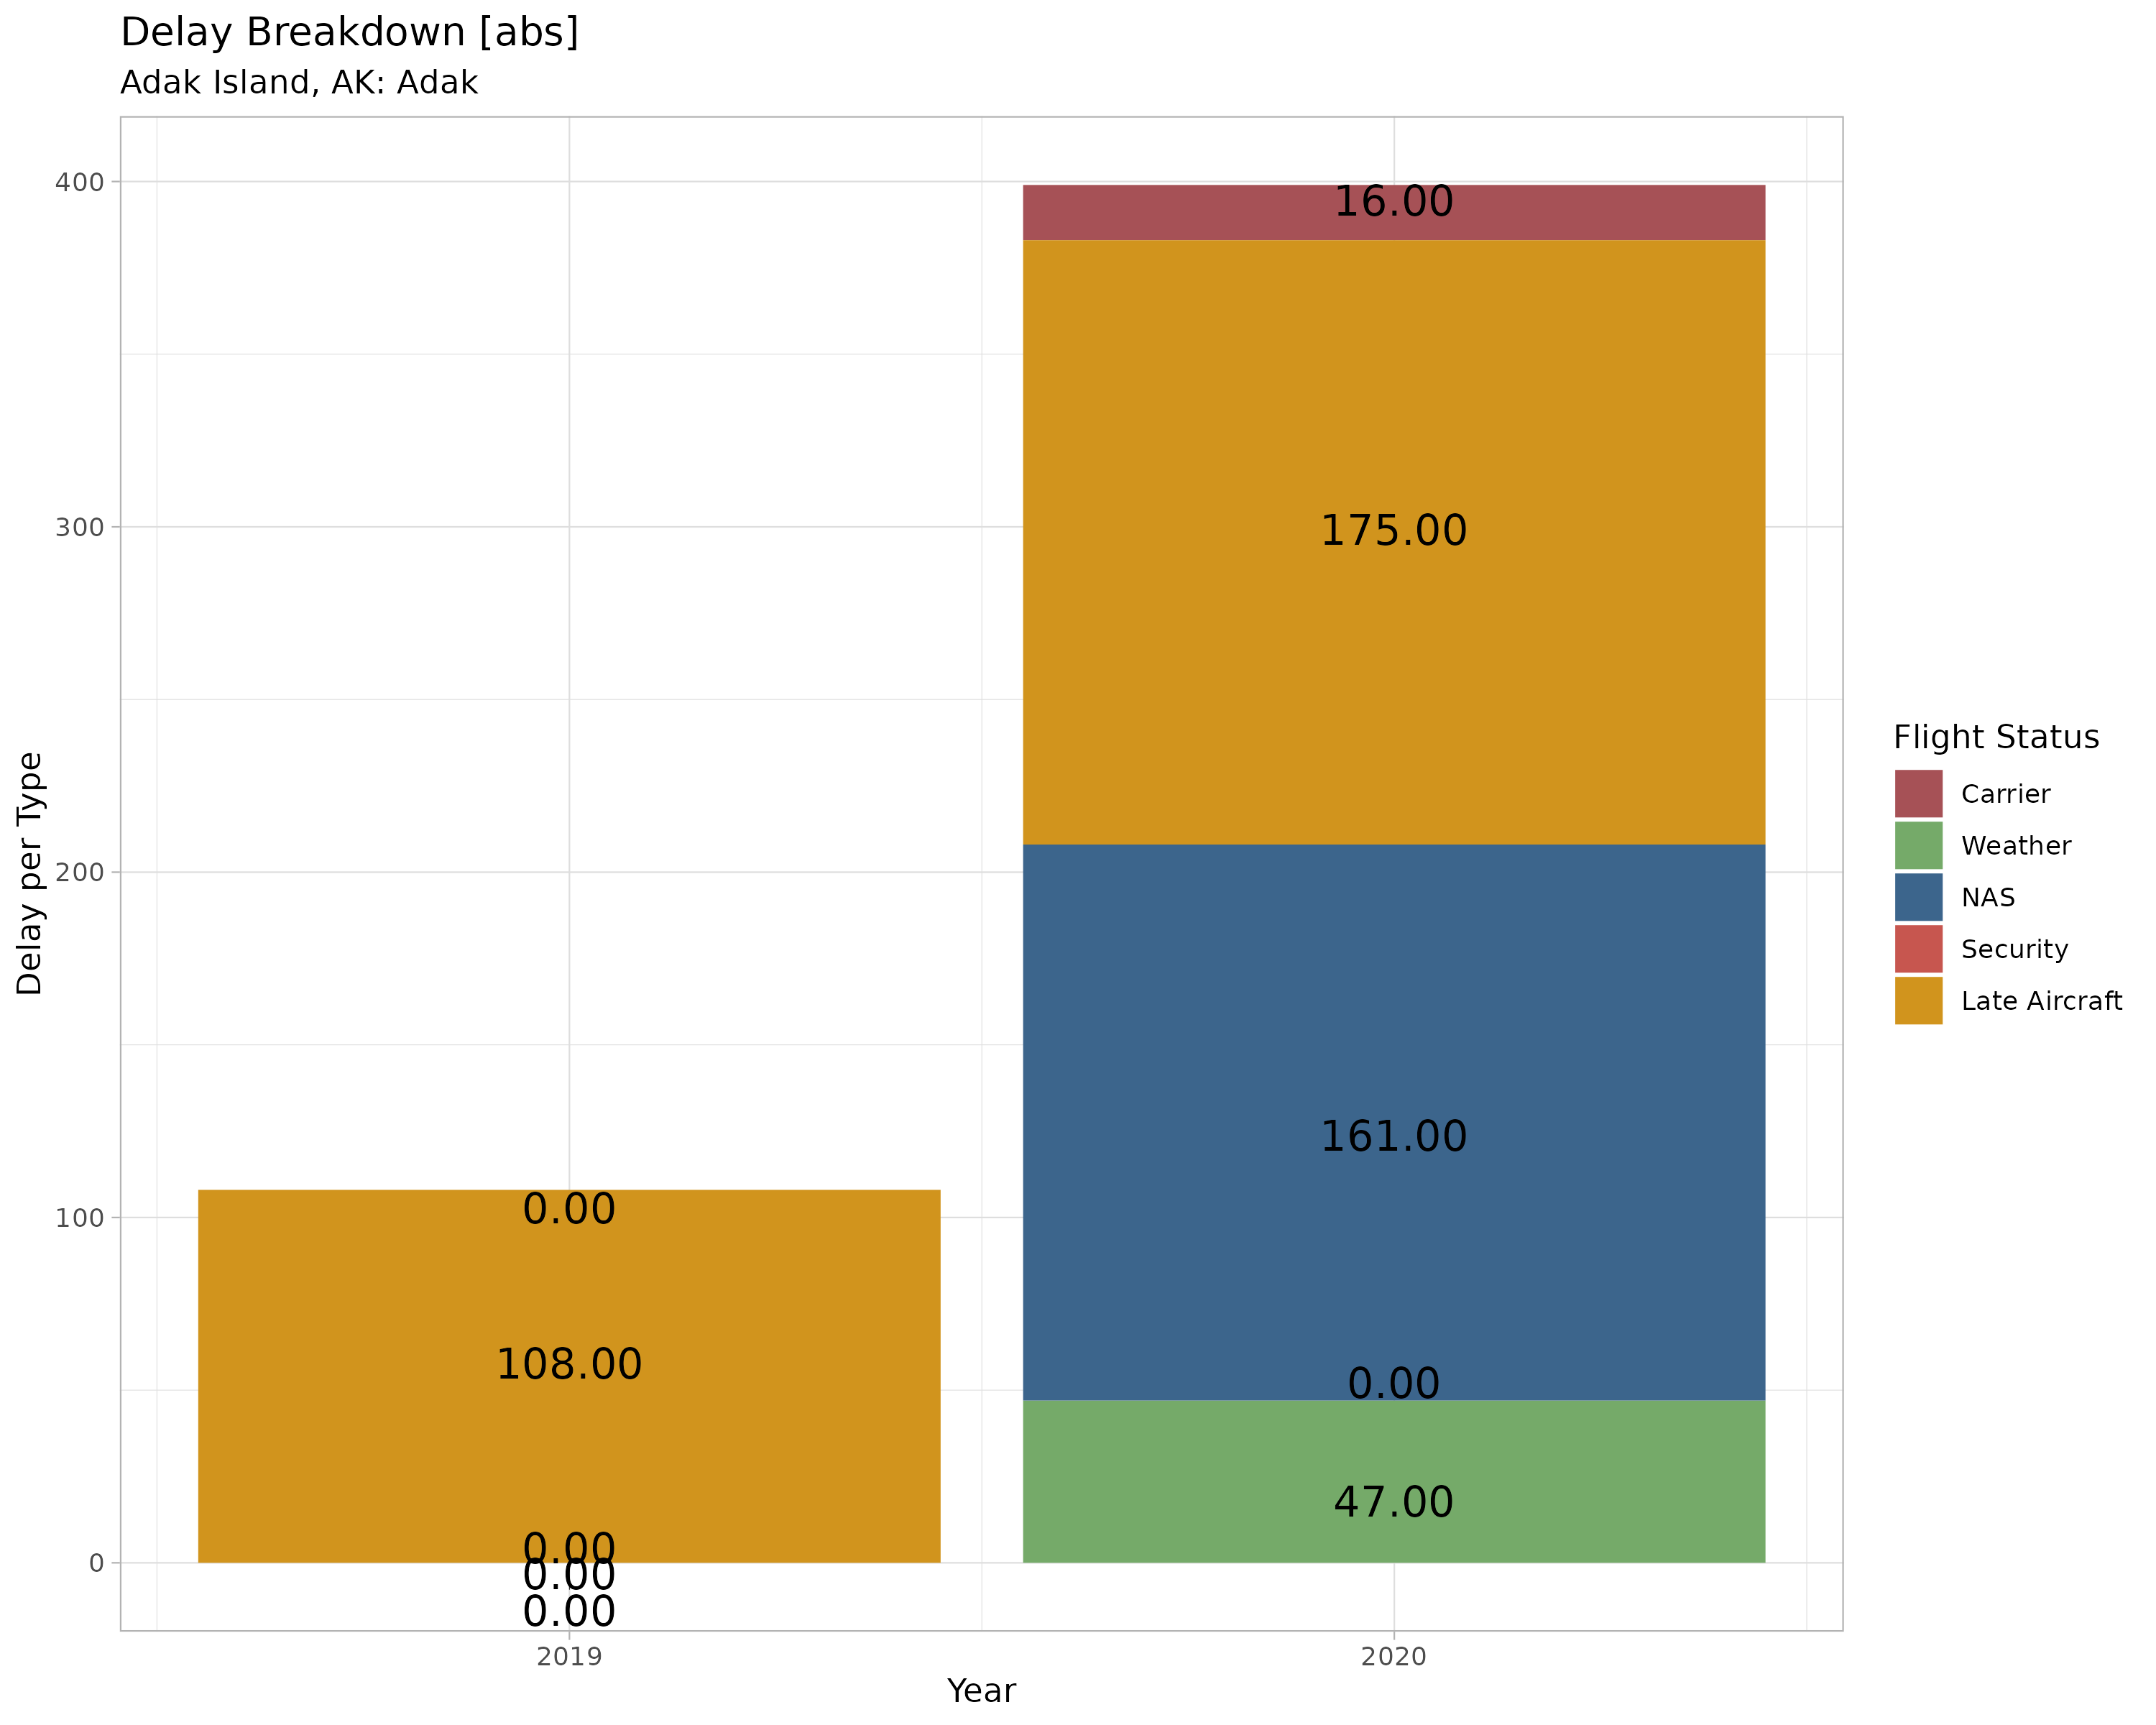 Delay Breakdown [abs]
Adak Island, AK: Adak
Delay per Type
400
300
200
100
0
16.00
175.00
161.00
0.00
47.00
0.00
108.00
0.00
0.00
0.00
2019
2020
Year
Flight Status
Carrier
Weather
NAS
Security
Late Aircraft